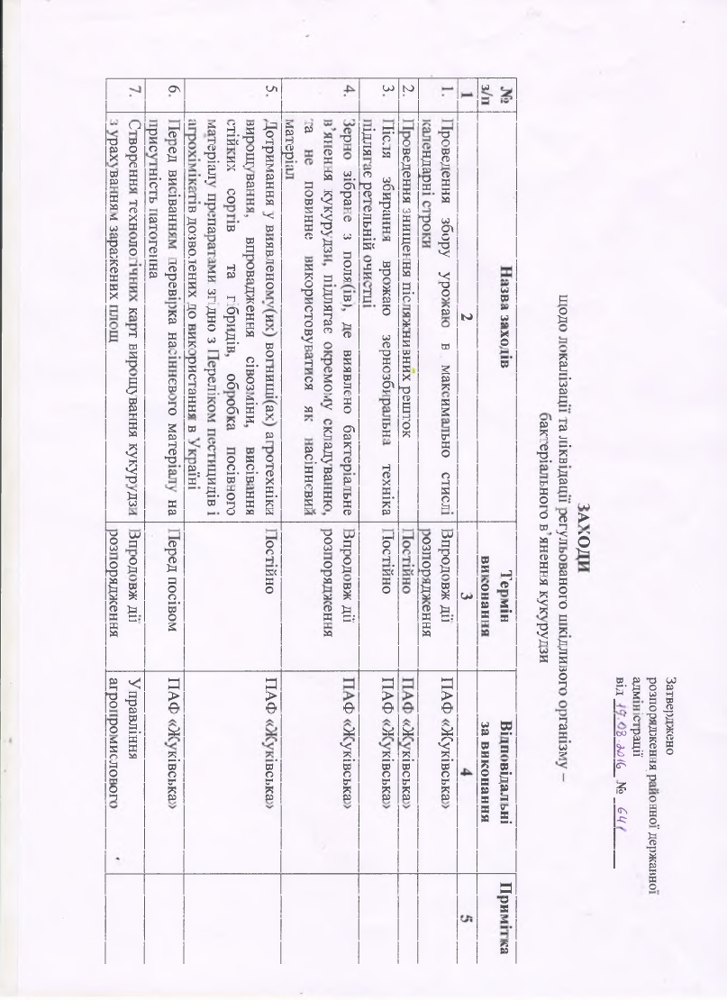 Затверджено
розпорядження районної державної
адміністрації
від 19.08.2016 № 641
ЗАХОДИ
щодо локалізації та ліквідації регульованого шкідливого організму –
бактеріального в’янення кукурудзи
№ з/п Назва заходів Термін виконання Відповідальні за виконання Примітка
1 2 3 4 5
1. Проведення збору урожаю в максимально стислі Впродовж дії ПАФ «Жуківська»
календарні строки розпорядження
2. Проведення знищення післяжнивних решток Постійно ПАФ «Жуківська»
3. Після збирання врожаю зернозбиральна техніка Постійно ПАФ «Жуківська»
підлягає ретельній очистці
4. Зерно зібране з поля(ів), де виявлено бактеріальне Впродовж дії ПАФ «Жуківська»
в’янення кукурудзи, підлягає окремому складуванню, розпорядження
та не повинне використовуватися як насіннєвий
матеріал
5. Дотримання у виявленому(их) вогнищі(ах) агротехніки Постійно ПАФ «Жуківська»
вирощування, впровадження сівозміни, висівання
стійких сортів та гібридів, обробка посівного
матеріалу препаратами згідно з Переліком пестицидів і
агрохімікатів дозволених до використання в Україні
6. Перед висіванням перевірка насіннєвого матеріалу на Перед посівом ПАФ «Жуківська»
присутність патогенна
7. Створення технологічних карт вирощування кукурудзи Впродовж дії Управління
з урахуванням заражених площ розпорядження агропромислового